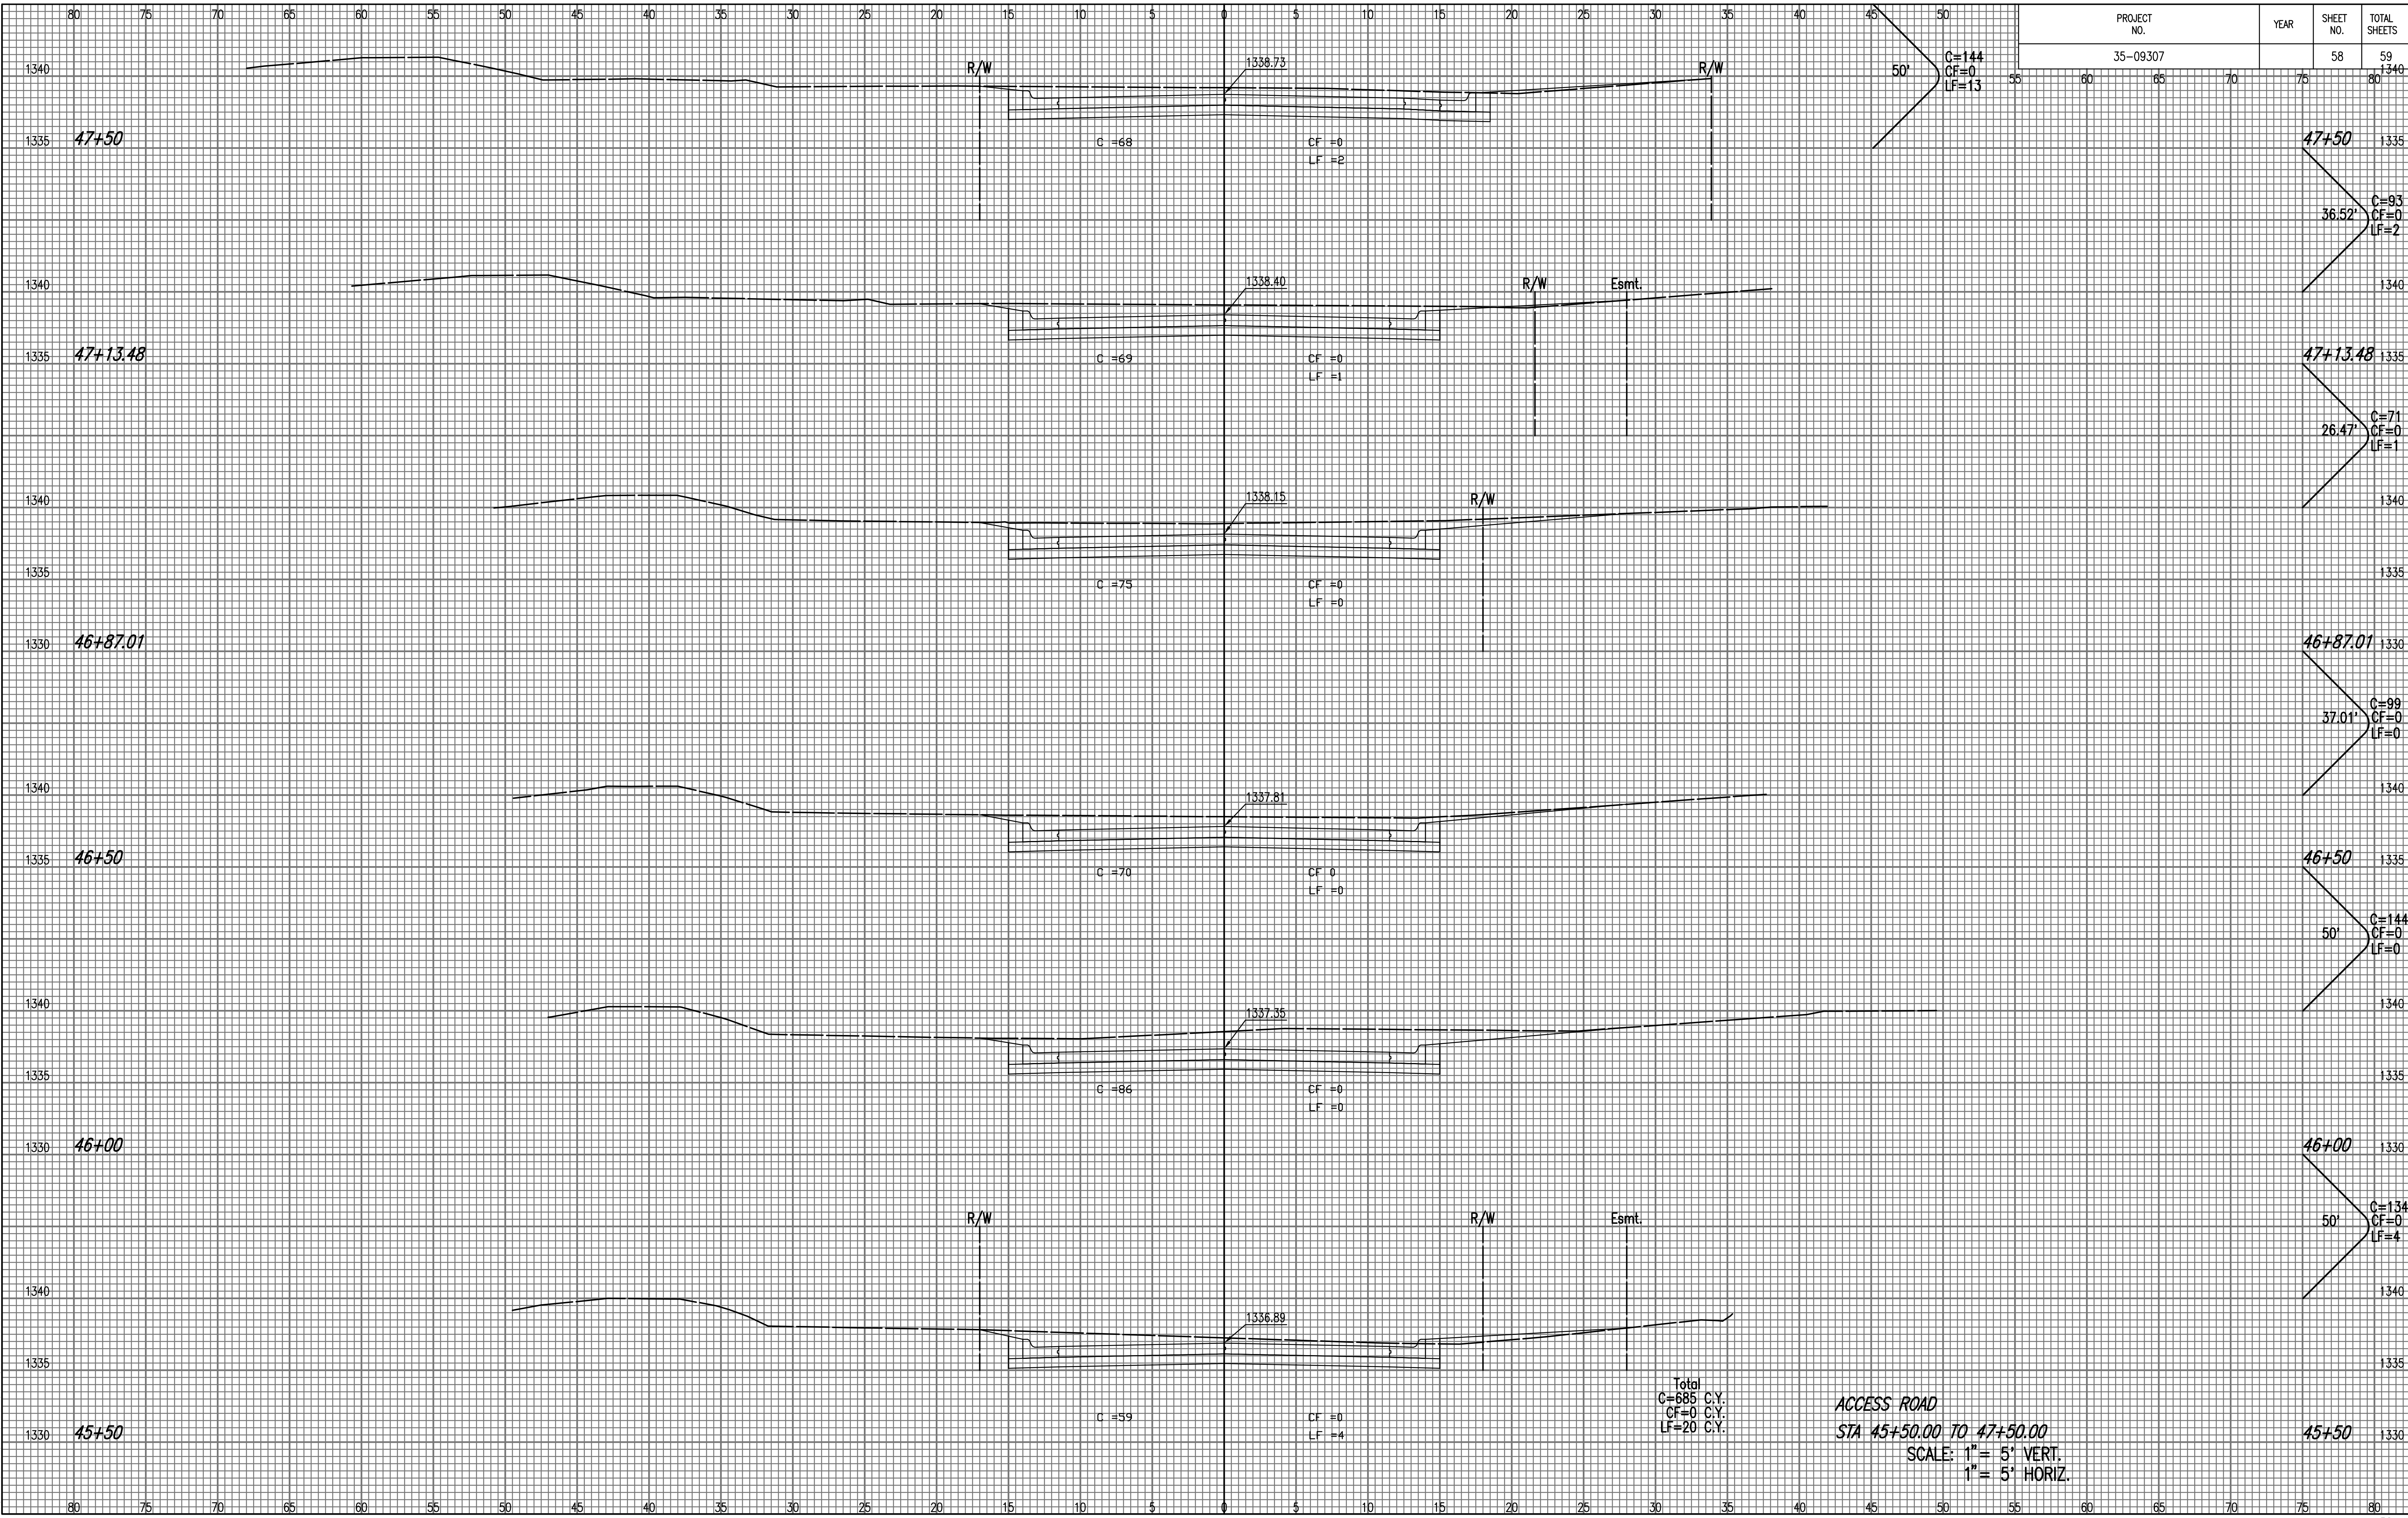 80 75 70 65 60 55 50 45 40 35 30 25 20 15 10 5 0 5 10 15 20 25 30 35 40 45 50
PROJECT NO. YEAR SHEET NO. TOTAL SHEETS
35-09307 58 59
55 60 65 70 75 80
1340 R/W 1338.73 R/W 50' C=144 1340
CF=0
LF=13
1335 47+50 C =68 CF =0 47+50 1335
LF =2
36.52' C=93
CF=0
LF=2
1340 1338.40 R/W Esmt. 1340
1335 47+13.48 C =69 CF =0 47+13.48 1335
LF =1
26.47' C=71
CF=0
LF=1
1340 1338.15 R/W 1340
1335 C =75 CF =0 1335
LF =0
1330 46+87.01 46+87.01 1330
37.01' C=99
CF=0
LF=0
1340 1337.81 1340
1335 46+50 C =70 CF 0 46+50 1335
LF =0
50' C=144
CF=0
LF=0
1340 1337.35 1340
1335 C =86 CF =0 1335
LF =0
1330 46+00 46+00 1330
R/W R/W Esmt. 50' C=134
CF=0
LF=4
1340 1336.89 1340
1335 1335
Total
C=685 C.Y.
CF=0 C.Y.
LF=20 C.Y.
1330 45+50 C =59 CF =0 45+50 1330
LF =4
ACCESS ROAD
STA 45+50.00 TO 47+50.00
SCALE: 1"= 5' VERT.
1"= 5' HORIZ.
80 75 70 65 60 55 50 45 40 35 30 25 20 15 10 5 0 5 10 15 20 25 30 35 40 45 50 55 60 65 70 75 80